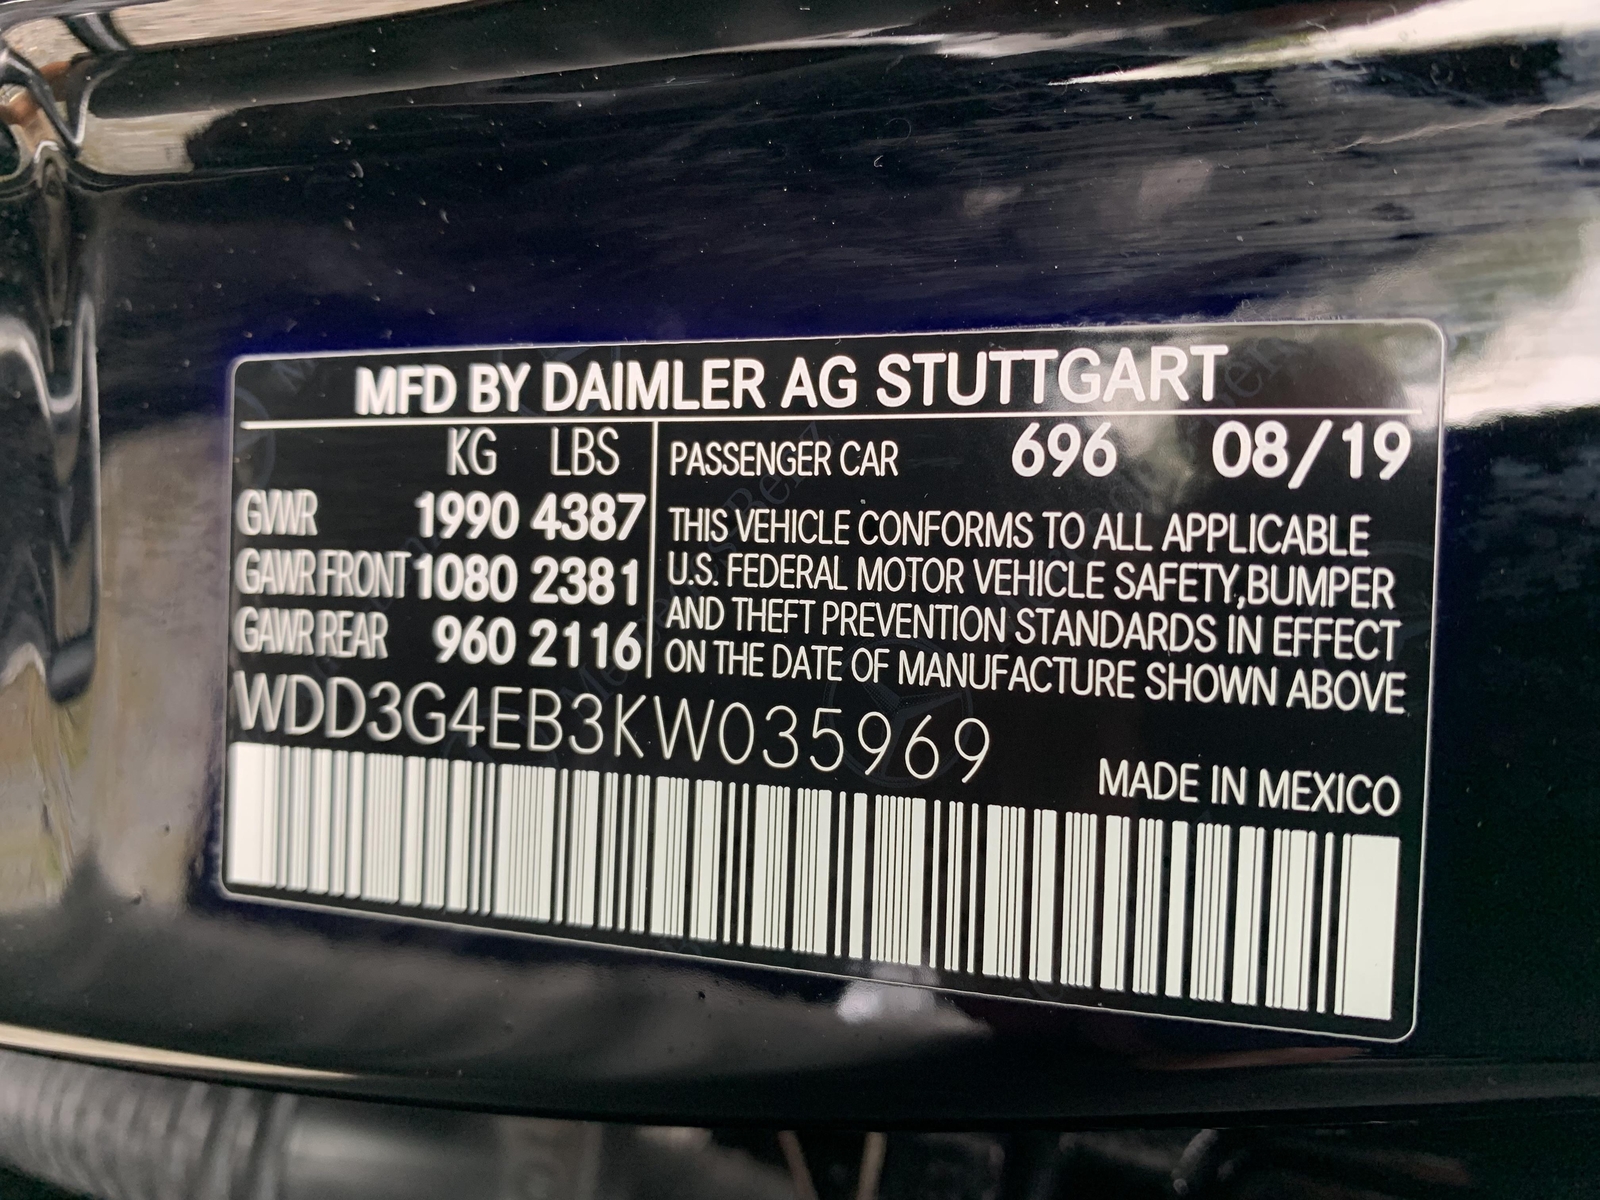 MFD BY DAIMLER AG STUTTGART
KG LBS
GVWR 1990 4387
GAWR FRONT 1080 2381
GAWR REAR 960 2116
PASSENGER CAR 696 08/19
THIS VEHICLE CONFORMS TO ALL APPLICABLE
U.S. FEDERAL MOTOR VEHICLE SAFETY,BUMPER
AND THEFT PREVENTION STANDARDS IN EFFECT
ON THE DATE OF MANUFACTURE SHOWN ABOVE
WDD3G4EB3KW035969
MADE IN MEXICO